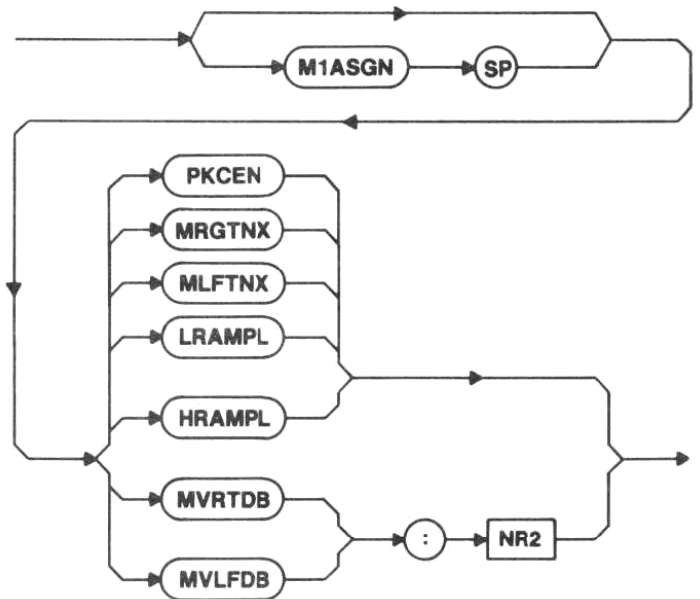 M1ASGN SP
PKCEN
MRGTNX
MLFTNX
LRAMPL
HRAMPL
MVRTDB
: NR2
MVLFDB